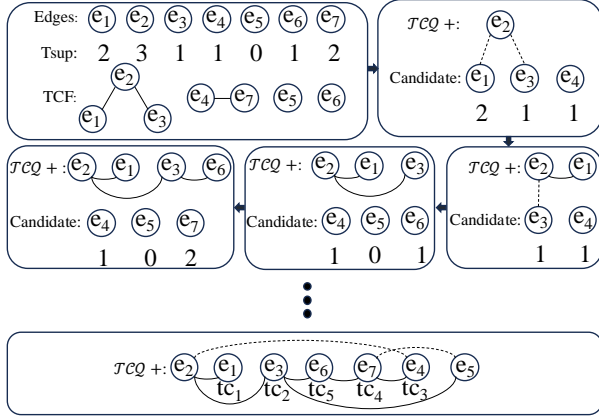 Edges: e1 e2 e3 e4 e5 e6 e7
Tsup: 2 3 1 1 0 1 2
TCF: e2 e1 e3 e4 e7 e5 e6
TCQ +: e2
Candidate: e1 e3 e4
2 1 1
TCQ +: e2 e1
Candidate: e3 e4
1 1
TCQ +: e2 e1 e3
Candidate: e4 e5 e6
1 0 1
TCQ +: e2 e1 e3 e6
Candidate: e4 e5 e7
1 0 2
TCQ +: e2 e1 e3 e6 e7 e4 e5
tc1 tc2 tc5 tc4 tc3